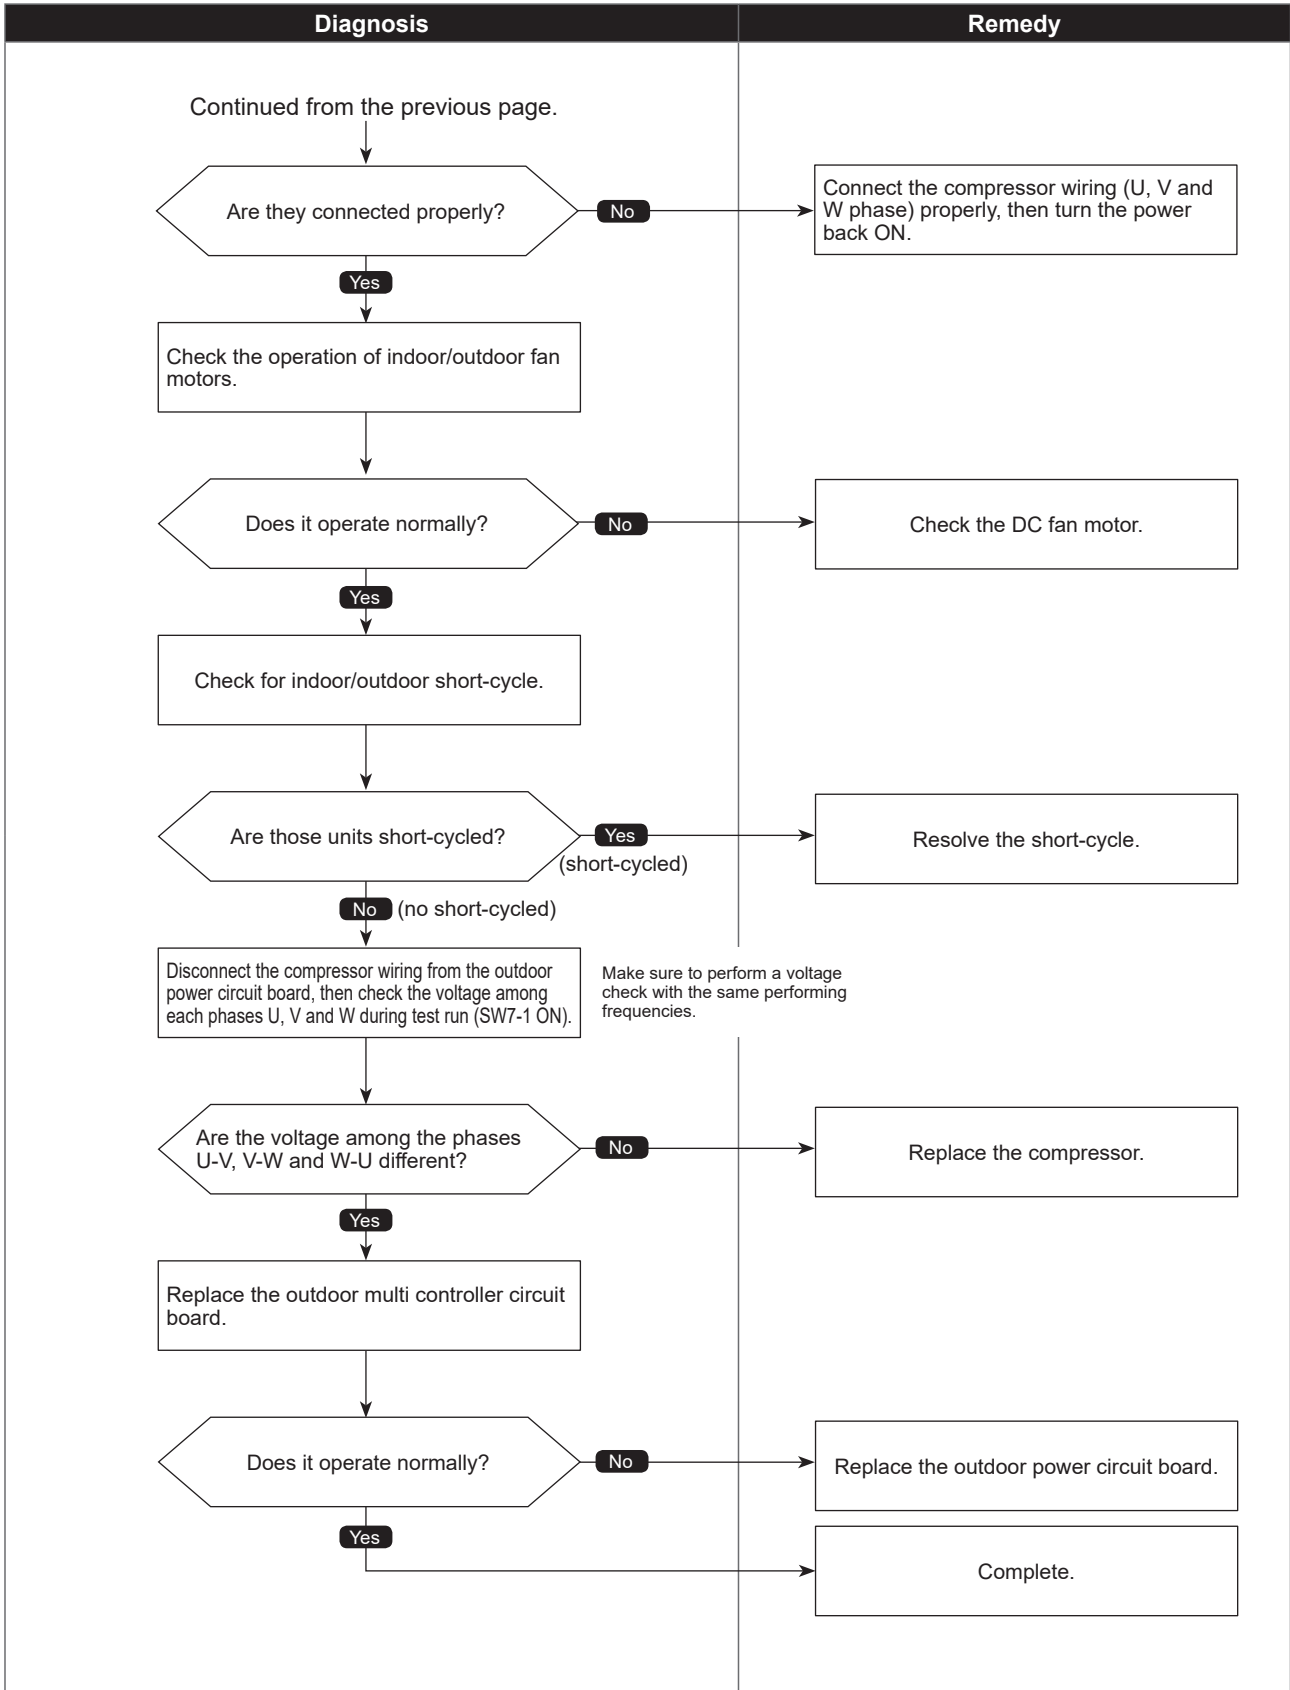 Diagnosis
Remedy
Continued from the previous page.
Are they connected properly?
No
Connect the compressor wiring (U, V and
W phase) properly, then turn the power
back ON.
Yes
Check the operation of indoor/outdoor fan
motors.
Does it operate normally?
No
Check the DC fan motor.
Yes
Check for indoor/outdoor short-cycle.
Are those units short-cycled?
Yes
(short-cycled)
Resolve the short-cycle.
No (no short-cycled)
Disconnect the compressor wiring from the outdoor
power circuit board, then check the voltage among
each phases U, V and W during test run (SW7-1 ON).
Make sure to perform a voltage
check with the same performing
frequencies.
Are the voltage among the phases
U-V, V-W and W-U different?
No
Replace the compressor.
Yes
Replace the outdoor multi controller circuit
board.
Does it operate normally?
No
Replace the outdoor power circuit board.
Yes
Complete.